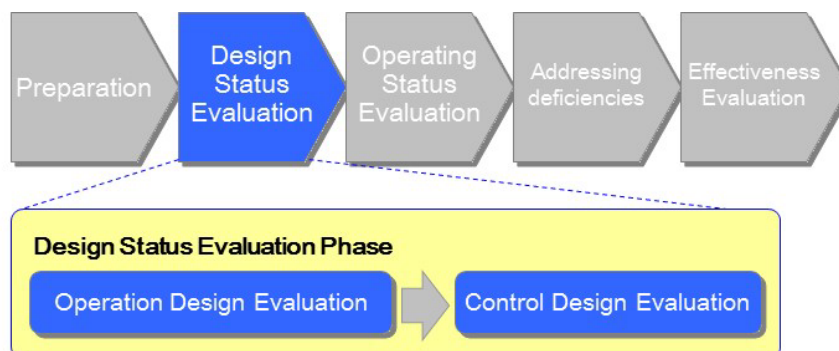 Preparation
Design
Status
Evaluation
Operating
Status
Evaluation
Addressing
deficiencies
Effectiveness
Evaluation
Design Status Evaluation Phase
Operation Design Evaluation
Control Design Evaluation